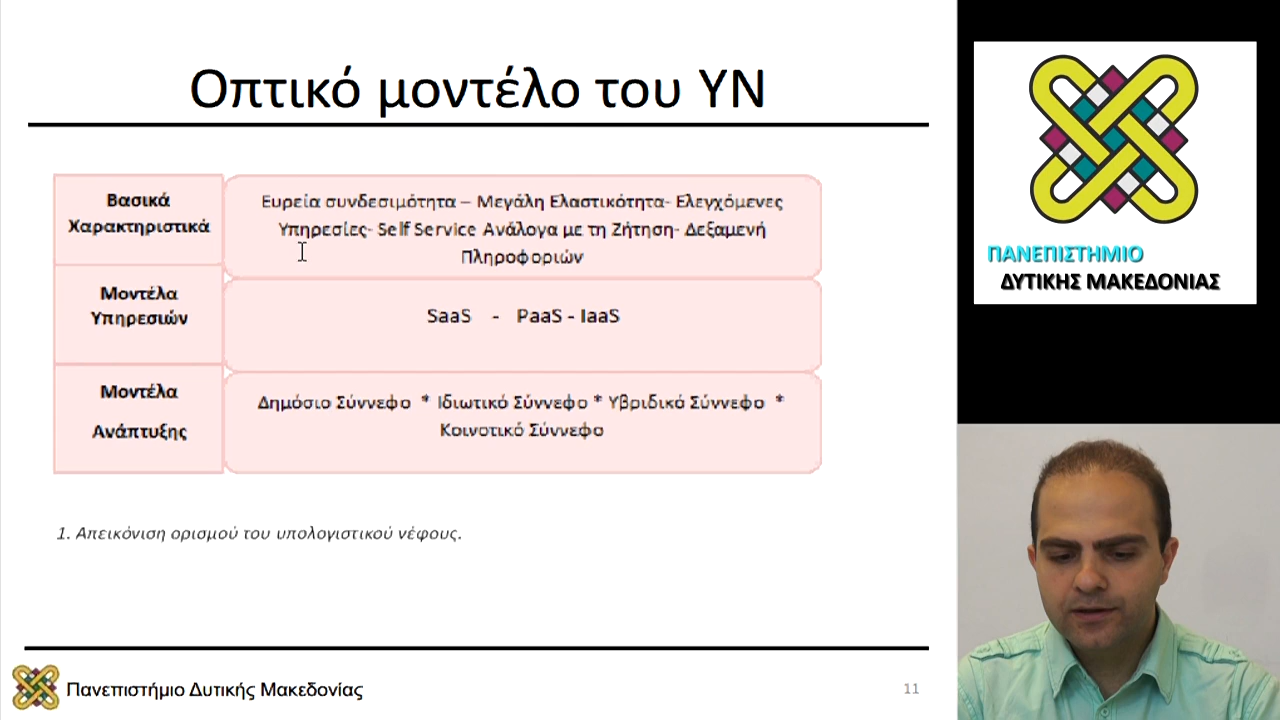 Οπτικό μοντέλο του ΥΝ
Βασικά
Χαρακτηριστικά
Ευρεία συνδεσιμότητα – Μεγάλη Ελαστικότητα- Ελεγχόμενες
Υπηρεσίες- Self Service Ανάλογα με τη Ζήτηση- Δεξαμενή
Πληροφοριών
Μοντέλα
Υπηρεσιών
SaaS - PaaS - IaaS
Μοντέλα
Ανάπτυξης
Δημόσιο Σύννεφο * Ιδιωτικό Σύννεφο * Υβριδικό Σύννεφο *
Κοινοτικό Σύννεφο
1. Απεικόνιση ορισμού του υπολογιστικού νέφους.
Πανεπιστήμιο Δυτικής Μακεδονίας
11
ΠΑΝΕΠΙΣΤΗΜΙΟ
ΔΥΤΙΚΗΣ ΜΑΚΕΔΟΝΙΑΣ